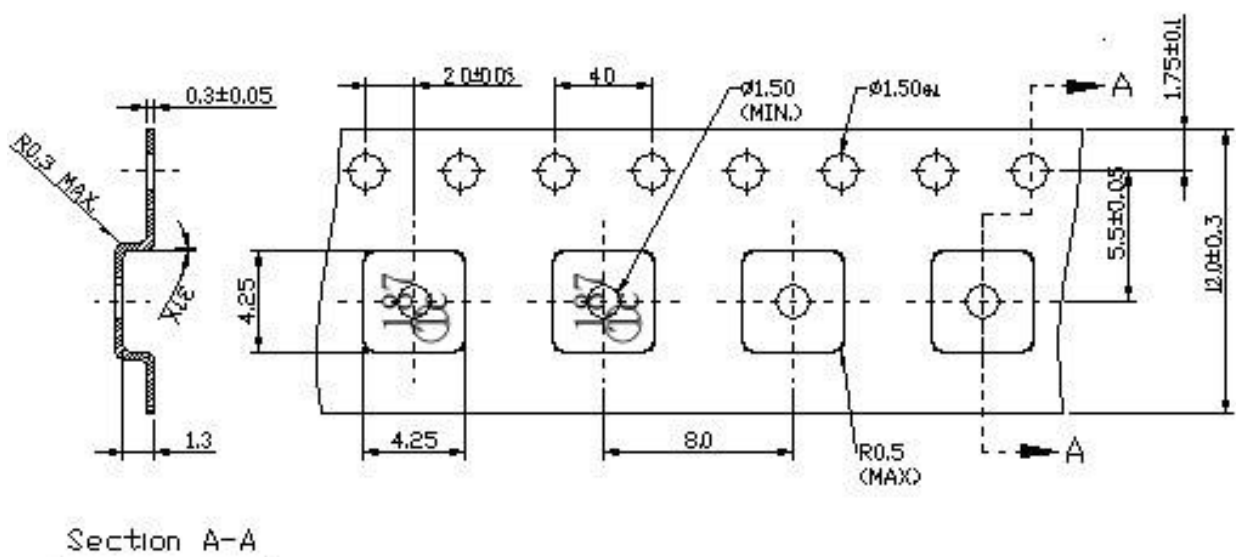 2.0±0.05
4.0
Ø1.50
(MIN.)
Ø1.50
A
1.75±0.1
0.3±0.05
R0.3 MAX.
4.25
187
187
5.5±0.05
12.0±0.3
1.3
4.25
8.0
R0.5
(MAX)
A
Section A-A